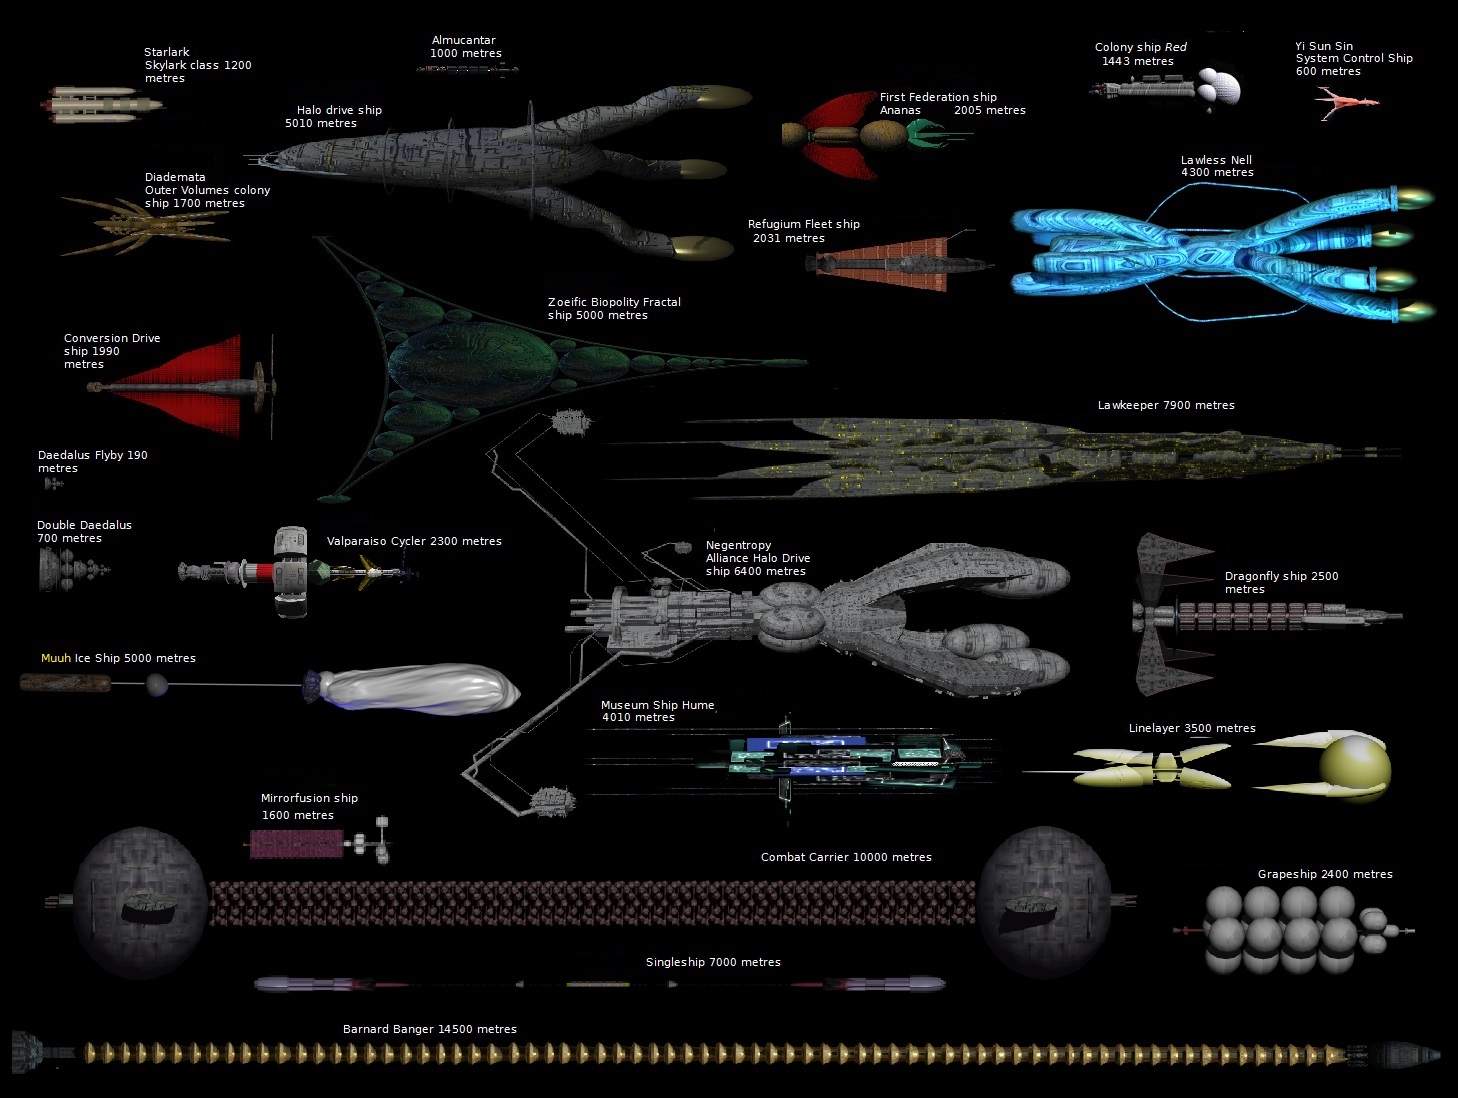 Starlark
Skylark class 1200
metres
Almucantar
1000 metres
Colony ship Red
1443 metres
Yi Sun Sin
System Control Ship
600 metres
Halo drive ship
5010 metres
First Federation ship
Ananas 2005 metres
Lawless Nell
4300 metres
Diademata
Outer Volumes colony
ship 1700 metres
Refugium Fleet ship
2031 metres
Zoeific Biopolity Fractal
ship 5000 metres
Conversion Drive
ship 1990
metres
Lawkeeper 7900 metres
Daedalus Flyby 190
metres
Double Daedalus
700 metres
Valparaiso Cycler 2300 metres
Negentropy
Alliance Halo Drive
ship 6400 metres
Dragonfly ship 2500
metres
Muuh Ice Ship 5000 metres
Museum Ship Hume
4010 metres
Linelayer 3500 metres
Mirrorfusion ship
1600 metres
Combat Carrier 10000 metres
Grapeship 2400 metres
Singleship 7000 metres
Barnard Banger 14500 metres